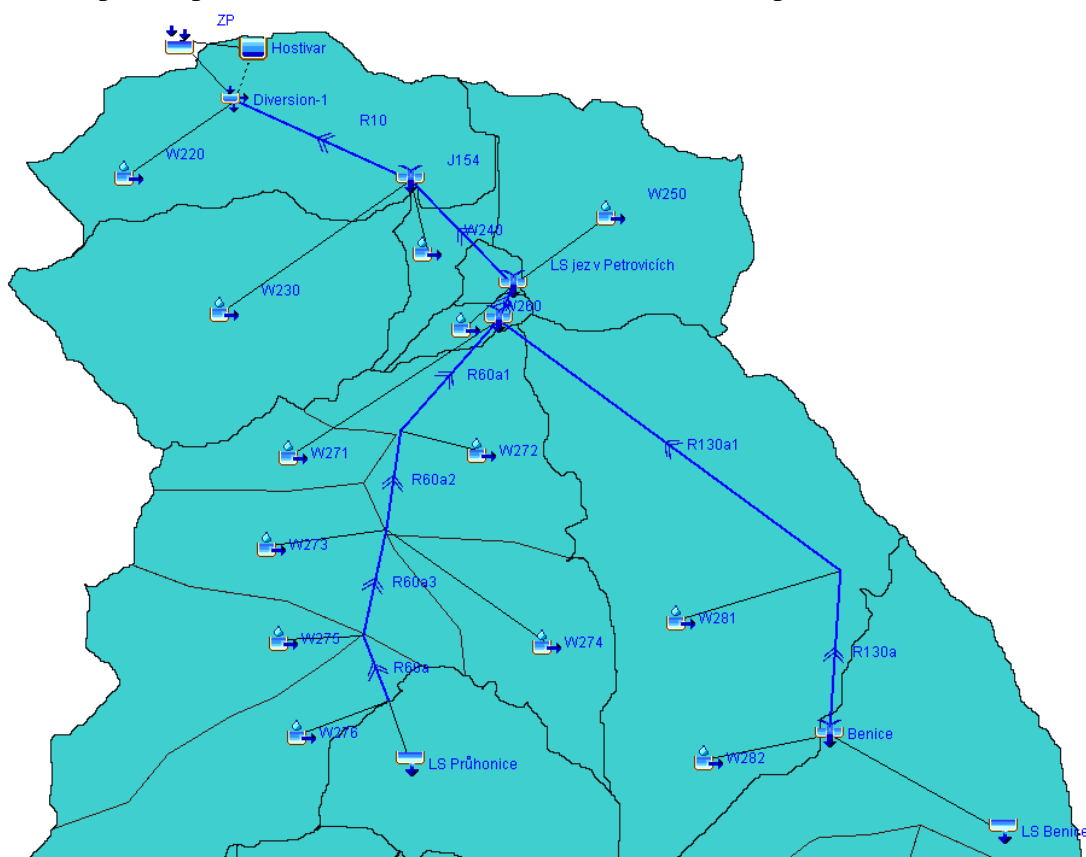 ZP
Hostivar
Diversion-1
R10
W220
J154
W250
W240
LS jez v Petrovicích
W230
W260
R60a1
R130a1
W271
W272
R60a2
W273
R60a3
W281
W275
W274
R130a
R60a
W276
Benice
LS Průhonice
W282
LS Benice